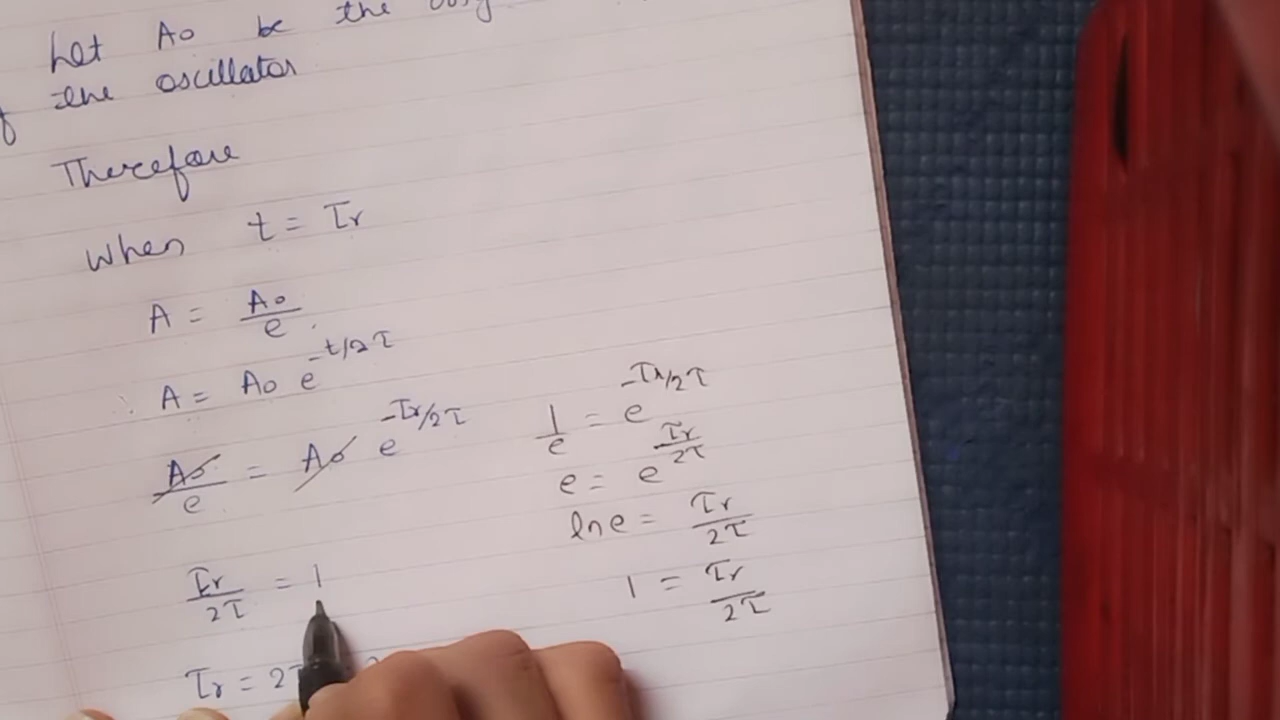 Let A₀ be the
the oscillator
Therefore
When t = τr
A = A₀/e
∴ A = A₀ e^(-t/2τ)
A₀/e = A₀ e^(-τr/2τ)
τr/2τ = 1
τr = 2τ
1/e = e^(-τr/2τ)
e = e^(τr/2τ)
ln e = τr/2τ
1 = τr/2τ